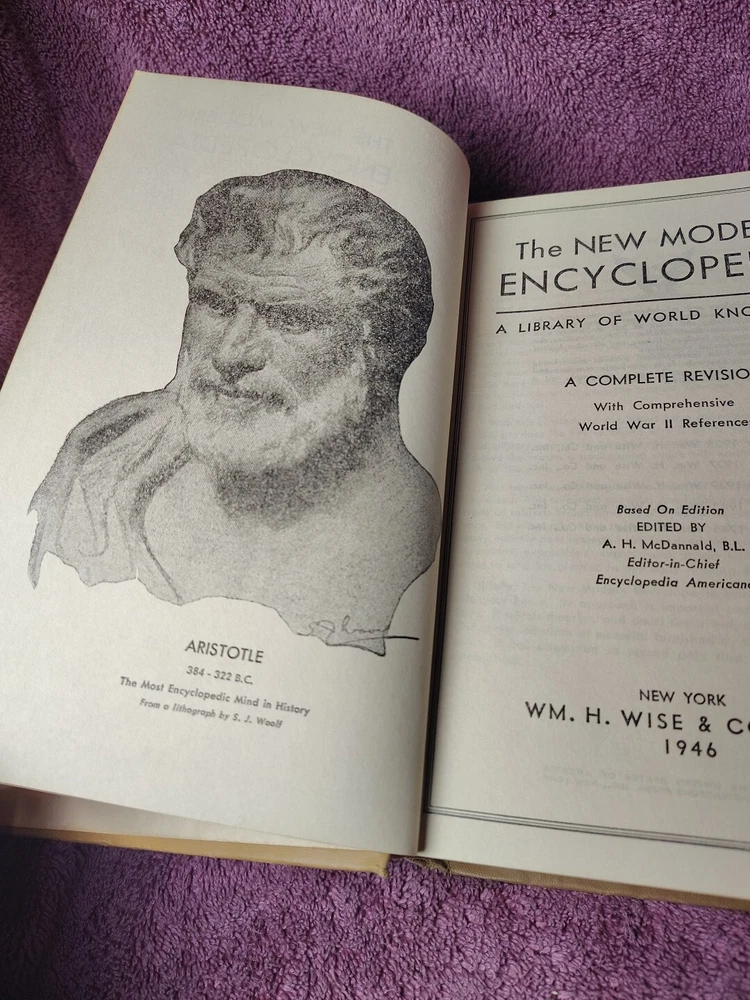 ARISTOTLE
384 - 322 B.C.
The Most Encyclopedic Mind in History
From a lithograph by S. J. Woolf
The NEW MODE
ENCYCLOPE
A LIBRARY OF WORLD KNO
A COMPLETE REVISIO
With Comprehensive
World War II Reference
Based On Edition
EDITED BY
A. H. McDannald, B.L.
Editor-in-Chief
Encyclopedia American
NEW YORK
WM. H. WISE & CO
1946